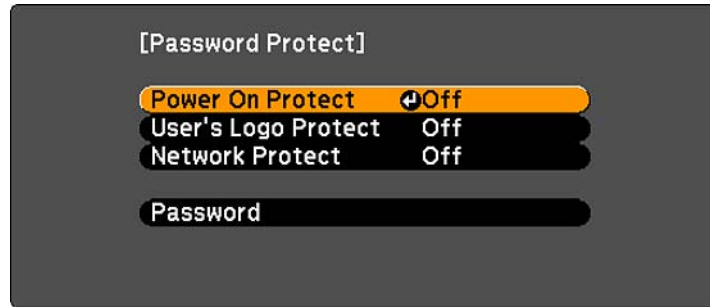 [Password Protect]
Power On Protect Off
User's Logo Protect Off
Network Protect Off
Password